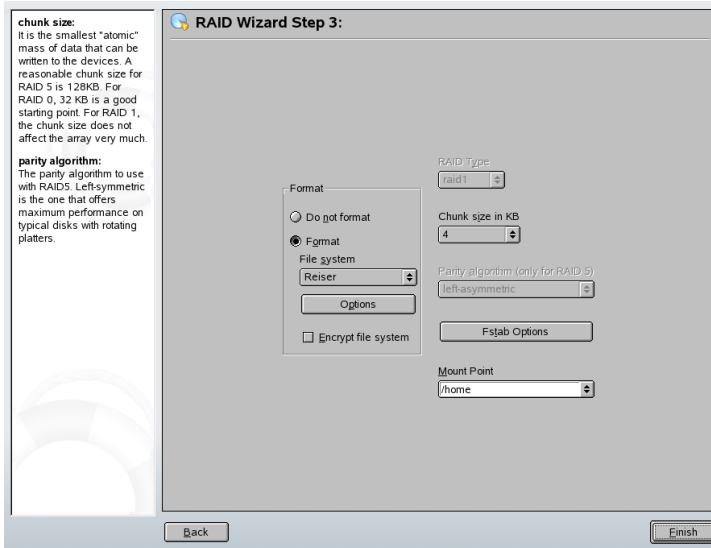 chunk size:
It is the smallest "atomic"
mass of data that can be
written to the devices. A
reasonable chunk size for
RAID 5 is 128KB. For
RAID 0, 32 KB is a good
starting point. For RAID 1,
the chunk size does not
affect the array very much.
parity algorithm:
The parity algorithm to use
with RAID5. Left-symmetric
is the one that offers
maximum performance on
typical disks with rotating
platters.
RAID Wizard Step 3:
Format
Do not format
Format
File system
Reiser
Options
Encrypt file system
RAID Type
raid1
Chunk size in KB
4
Parity algorithm (only for RAID 5)
left-asymmetric
Fstab Options
Mount Point
/home
Back
Finish